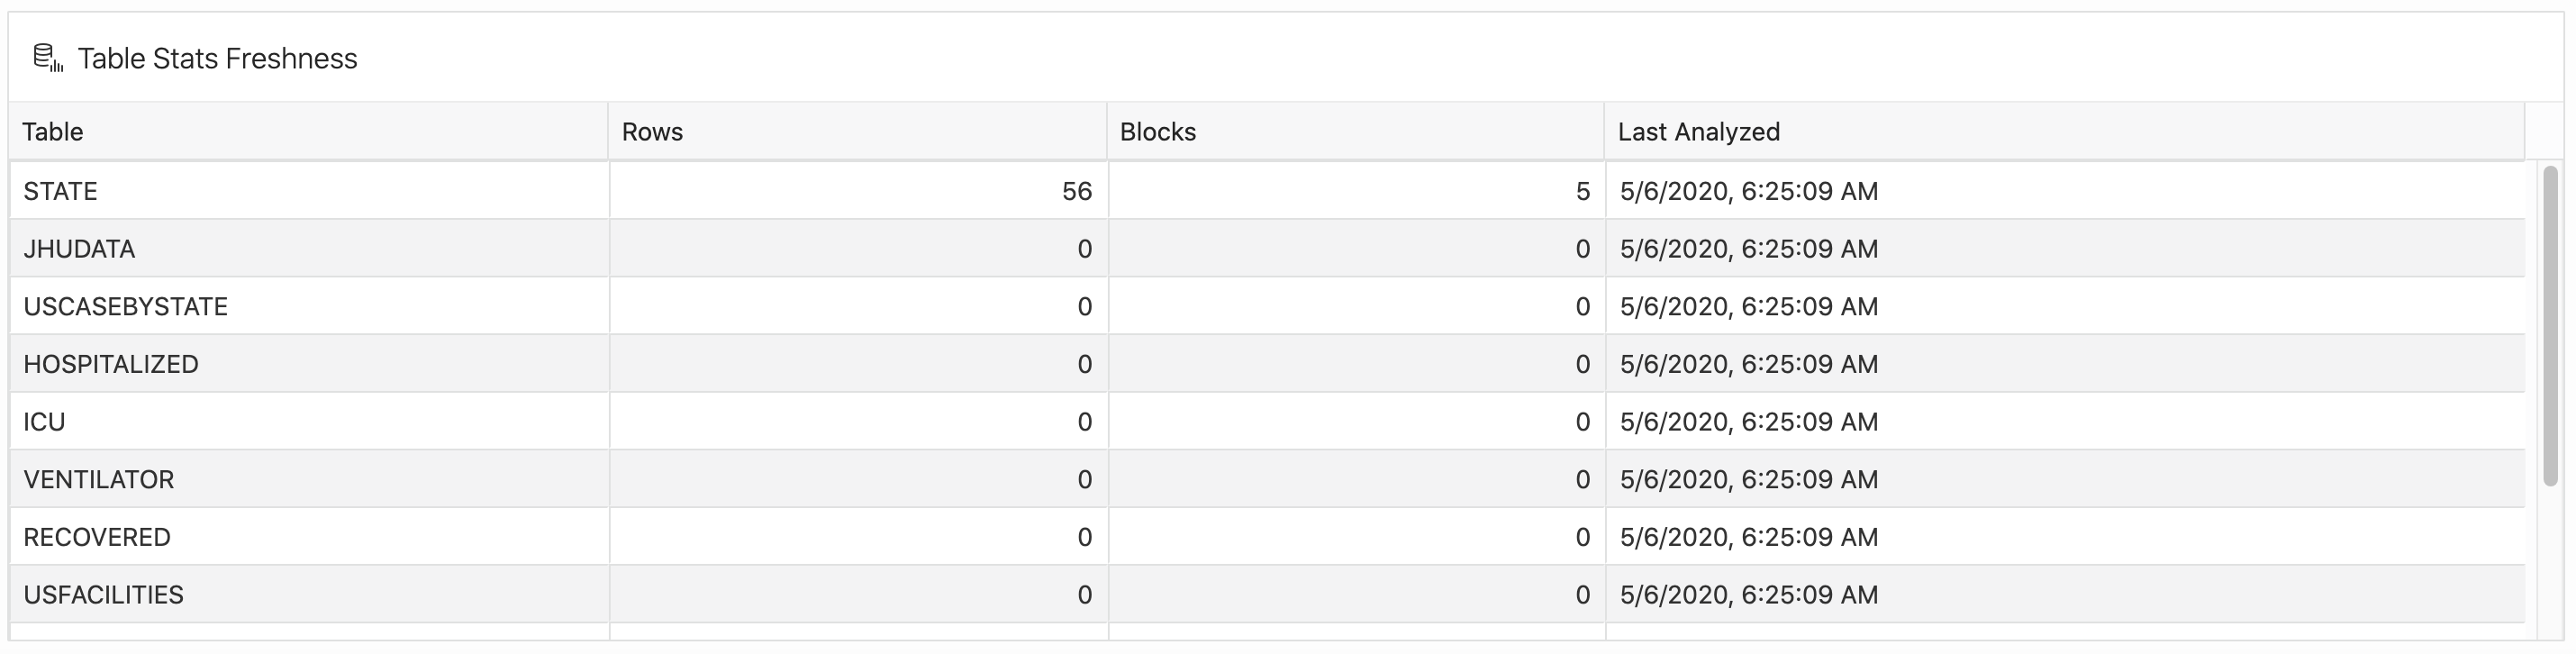 Table Stats Freshness
Table Rows Blocks Last Analyzed
STATE 56 5 5/6/2020, 6:25:09 AM
JHUDATA 0 0 5/6/2020, 6:25:09 AM
USCASEBYSTATE 0 0 5/6/2020, 6:25:09 AM
HOSPITALIZED 0 0 5/6/2020, 6:25:09 AM
ICU 0 0 5/6/2020, 6:25:09 AM
VENTILATOR 0 0 5/6/2020, 6:25:09 AM
RECOVERED 0 0 5/6/2020, 6:25:09 AM
USFACILITIES 0 0 5/6/2020, 6:25:09 AM